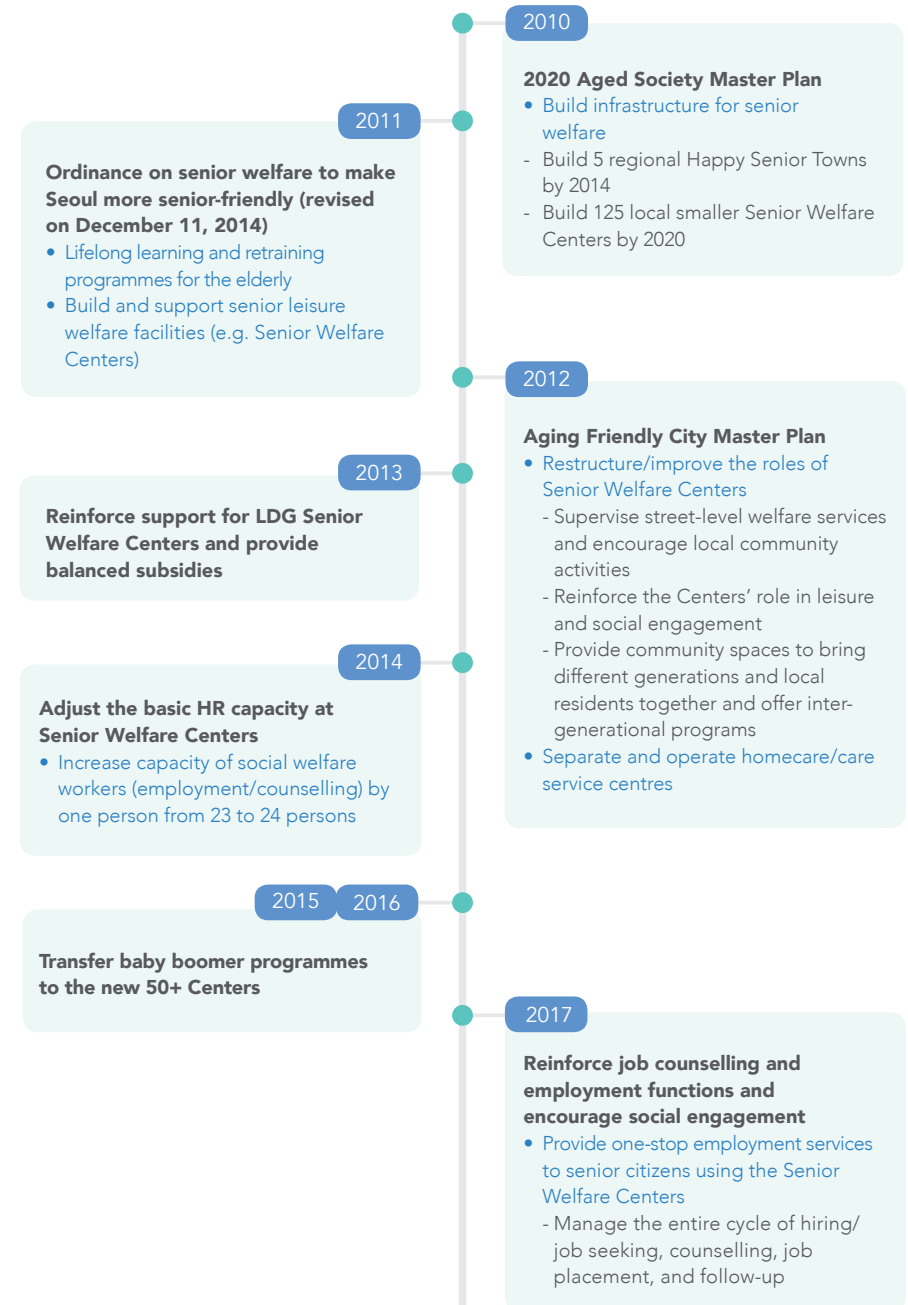 2010
2020 Aged Society Master Plan
• Build infrastructure for senior
welfare
- Build 5 regional Happy Senior Towns
by 2014
- Build 125 local smaller Senior Welfare
Centers by 2020
2011
Ordinance on senior welfare to make
Seoul more senior-friendly (revised
on December 11, 2014)
• Lifelong learning and retraining
programmes for the elderly
• Build and support senior leisure
welfare facilities (e.g. Senior Welfare
Centers)
2012
Aging Friendly City Master Plan
• Restructure/improve the roles of
Senior Welfare Centers
- Supervise street-level welfare services
and encourage local community
activities
- Reinforce the Centers’ role in leisure
and social engagement
- Provide community spaces to bring
different generations and local
residents together and offer inter-
generational programs
• Separate and operate homecare/care
service centres
2013
Reinforce support for LDG Senior
Welfare Centers and provide
balanced subsidies
2014
Adjust the basic HR capacity at
Senior Welfare Centers
• Increase capacity of social welfare
workers (employment/counselling) by
one person from 23 to 24 persons
2015 2016
Transfer baby boomer programmes
to the new 50+ Centers
2017
Reinforce job counselling and
employment functions and
encourage social engagement
• Provide one-stop employment services
to senior citizens using the Senior
Welfare Centers
- Manage the entire cycle of hiring/
job seeking, counselling, job
placement, and follow-up